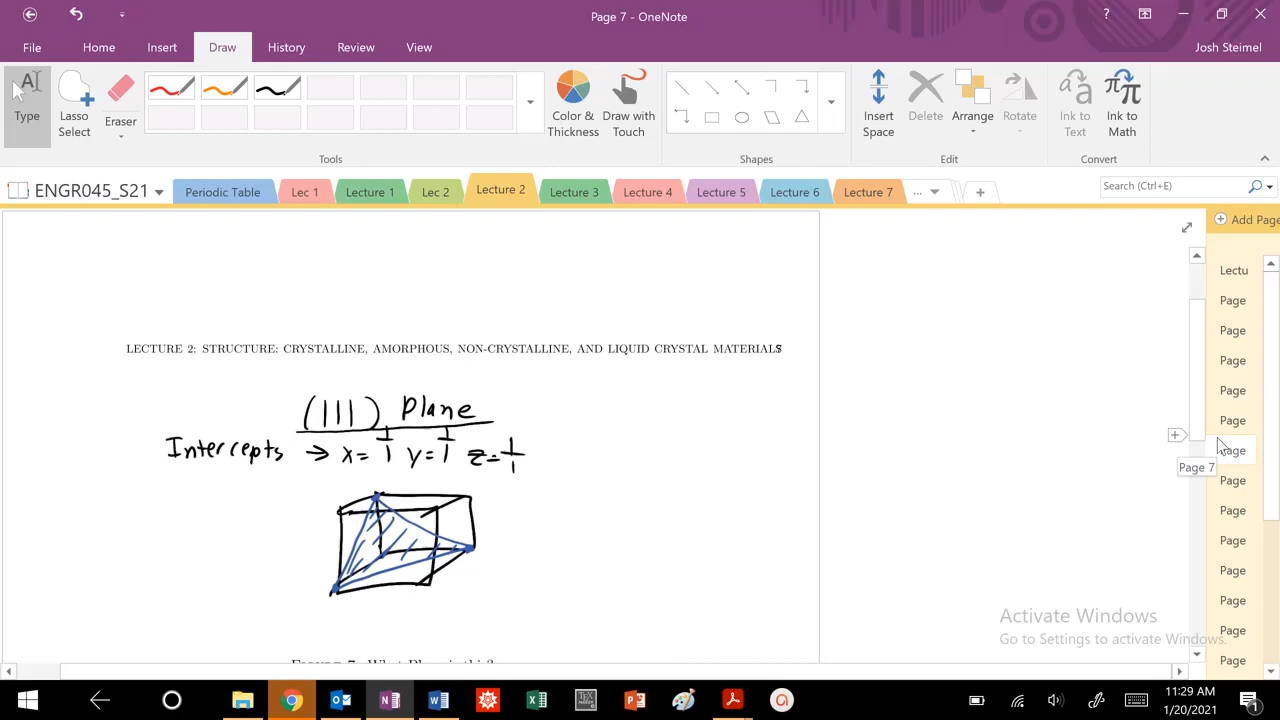 Page 7 - OneNote
?
File
Home
Insert
Draw
History
Review
View
Josh Steimel
Type
Lasso Select
Eraser
Color & Thickness
Draw with Touch
Insert Space
Delete
Arrange
Rotate
Ink to Text
Ink to Math
Tools
Shapes
Edit
Convert
ENGR045_S21
Periodic Table
Lec 1
Lecture 1
Lec 2
Lecture 2
Lecture 3
Lecture 4
Lecture 5
Lecture 6
Lecture 7
...
Search (Ctrl+E)
Add Page
Lectu
Page
Page
Page
Page
Page
Page
Page 7
Page
Page
Page
Page
Page
Page
Page
LECTURE 2: STRUCTURE: CRYSTALLINE, AMORPHOUS, NON-CRYSTALLINE, AND LIQUID CRYSTAL MATERIALS
(111) Plane
Intercepts → x = 1/1 y = 1/1 z = 1/1
Activate Windows
Go to Settings to activate Windows.
11:29 AM
1/20/2021